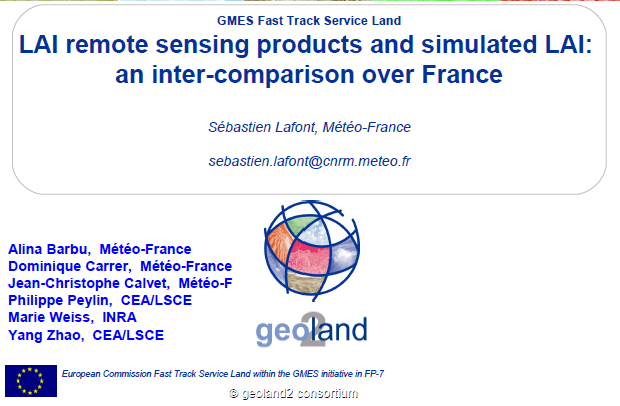 GMES Fast Track Service Land
LAI remote sensing products and simulated LAI:
an inter-comparison over France
Sébastien Lafont, Météo-France
sebastien.lafont@cnrm.meteo.fr
Alina Barbu, Météo-France
Dominique Carrer, Météo-France
Jean-Christophe Calvet, Météo-F
Philippe Peylin, CEA/LSCE
Marie Weiss, INRA
Yang Zhao, CEA/LSCE
geoland2
European Commission Fast Track Service Land within the GMES initiative in FP-7
© geoland2 consortium